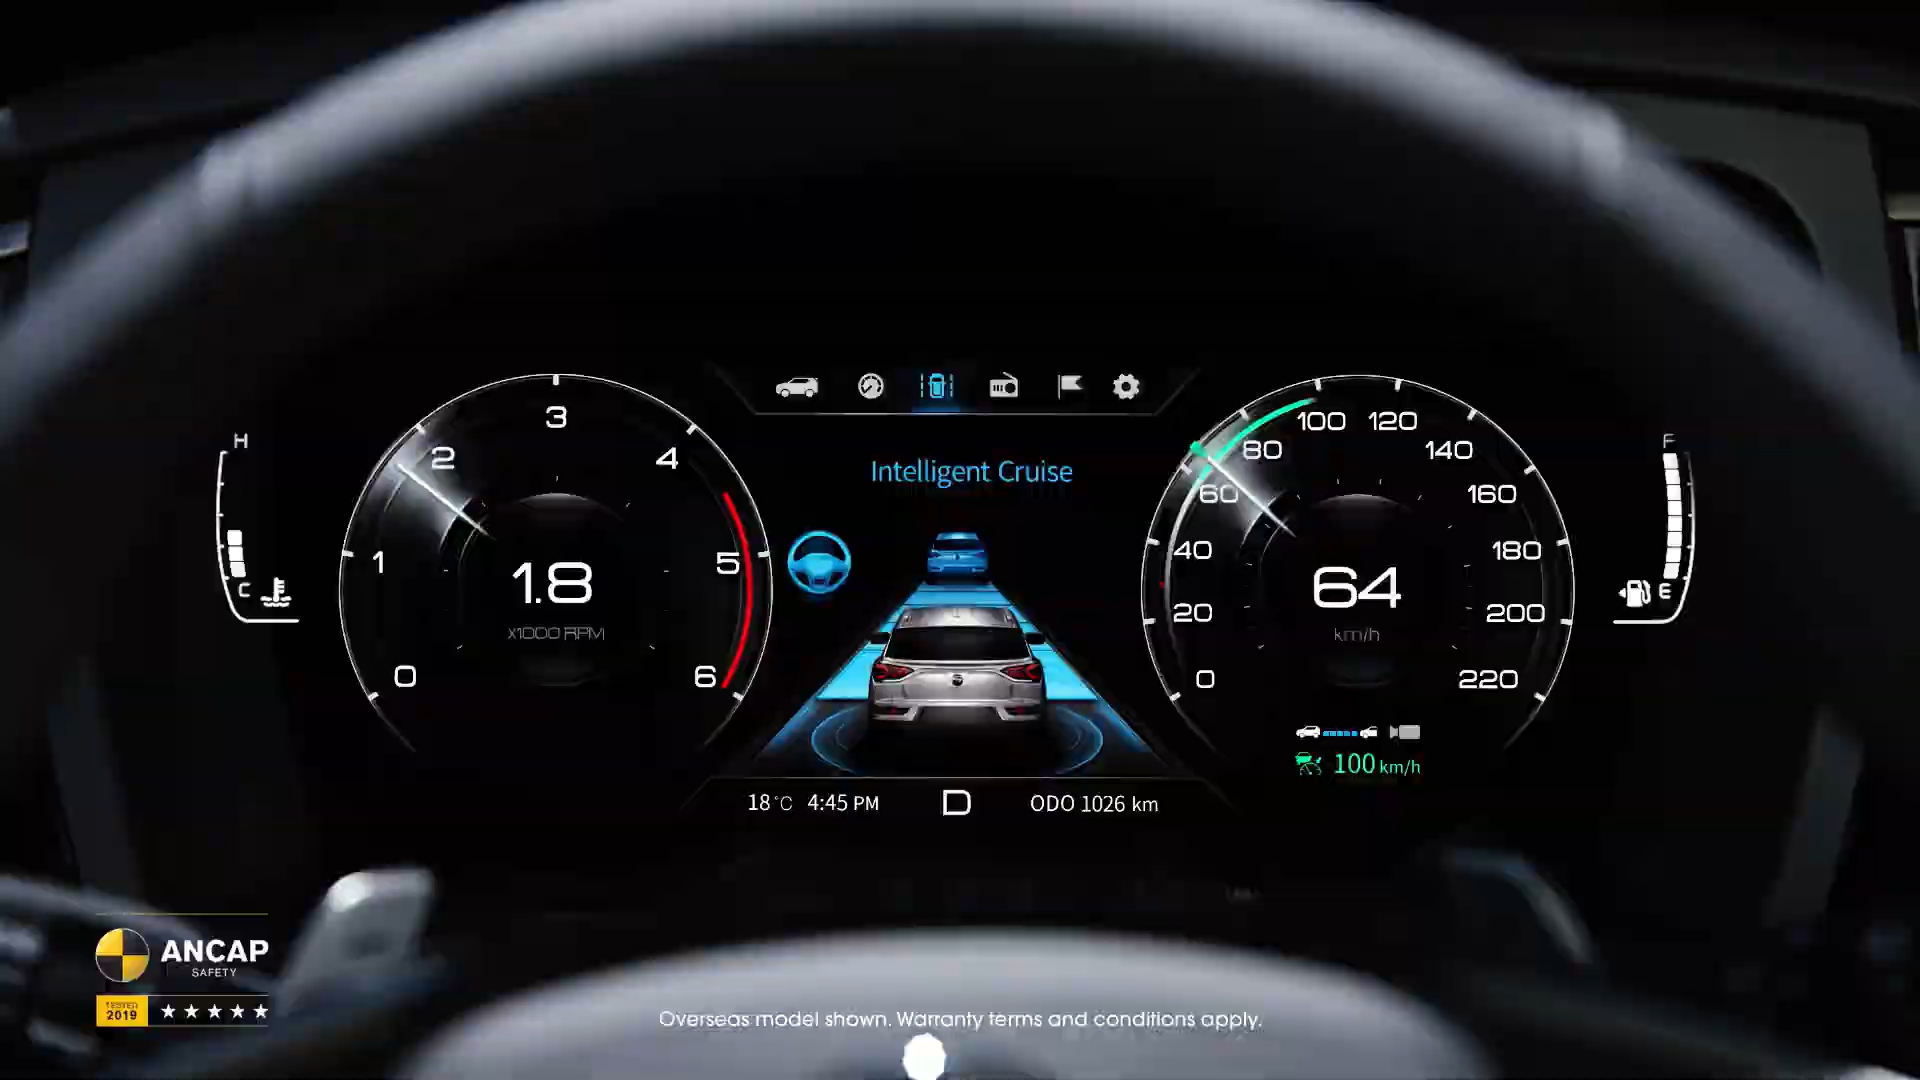 H
C
3
2
4
1
5
1.8
x1000 RPM
0
6
Intelligent Cruise
18°C 4:45 PM
D
ODO 1026 km
100 120
80
140
60
160
40
180
64
20
200
km/h
0
220
100 km/h
F
E
ANCAP
SAFETY
TESTED
2019
Overseas model shown. Warranty terms and conditions apply.